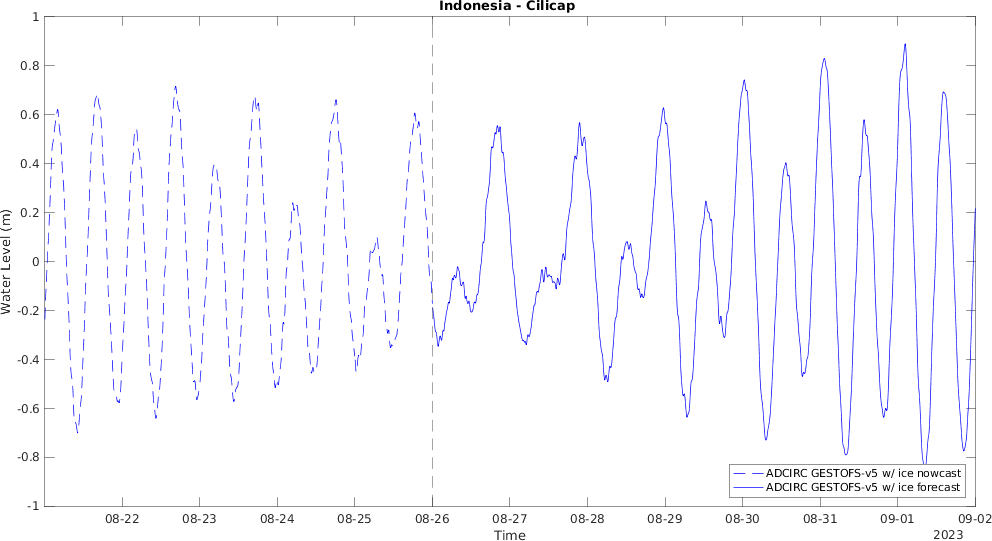 Indonesia - Cilicap
Water Level (m)
1
0.8
0.6
0.4
0.2
0
-0.2
-0.4
-0.6
-0.8
-1
ADCIRC GESTOFS-v5 w/ ice nowcast
ADCIRC GESTOFS-v5 w/ ice forecast
08-22 08-23 08-24 08-25 08-26 08-27 08-28 08-29 08-30 08-31 09-01 09-02
Time
2023